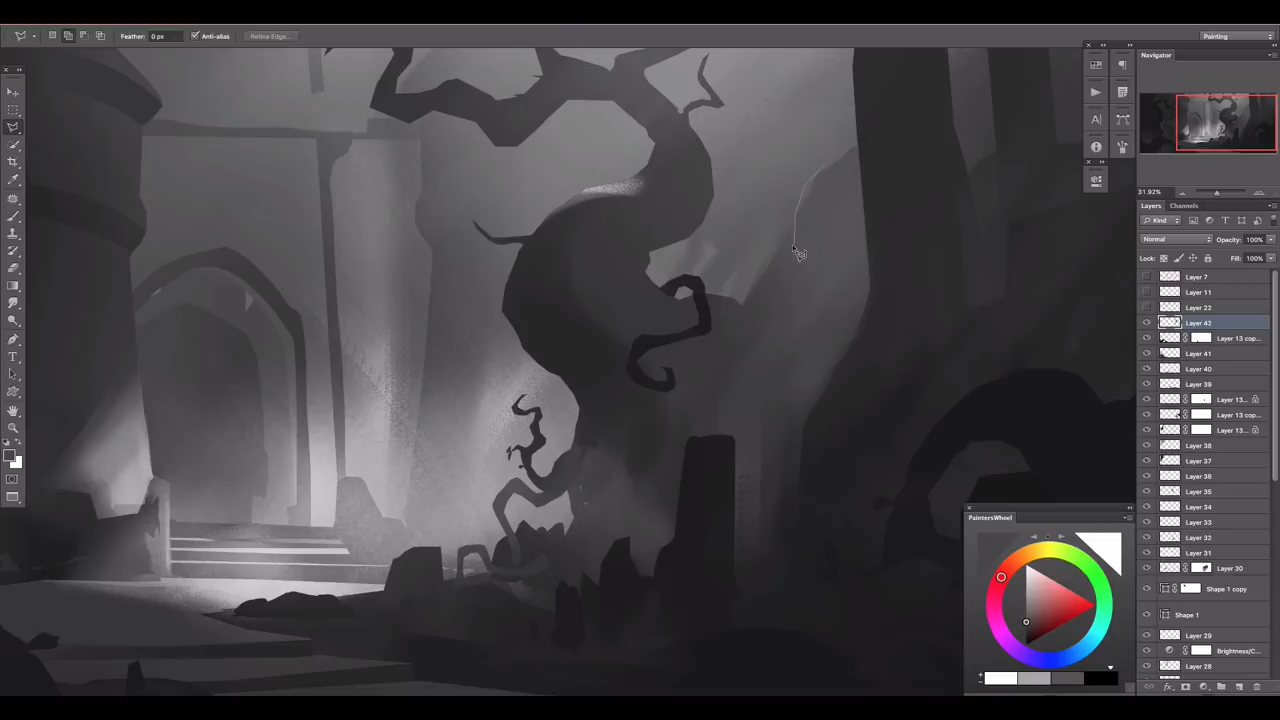 Feather: 0 px Anti-alias Refine Edge... Painting
Navigator
31.92%
Layers Channels
Kind
Normal Opacity: 100%
Lock: Fill: 100%
Layer 7
Layer 11
Layer 22
Layer 42
Layer 13 cop...
Layer 41
Layer 40
Layer 39
Layer 13...
Layer 13 cop...
Layer 13...
Layer 38
Layer 37
Layer 36
Layer 35
Layer 34
Layer 33
Layer 32
Layer 31
Layer 30
Shape 1 copy
Shape 1
Layer 29
Brightness/C...
Layer 28
PaintersWheel